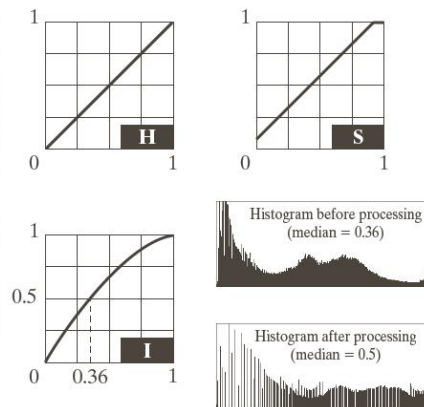 1
H
0
1
1
S
0
1
1
0.5
I
0
0.36
1
Histogram before processing
(median = 0.36)
Histogram after processing
(median = 0.5)